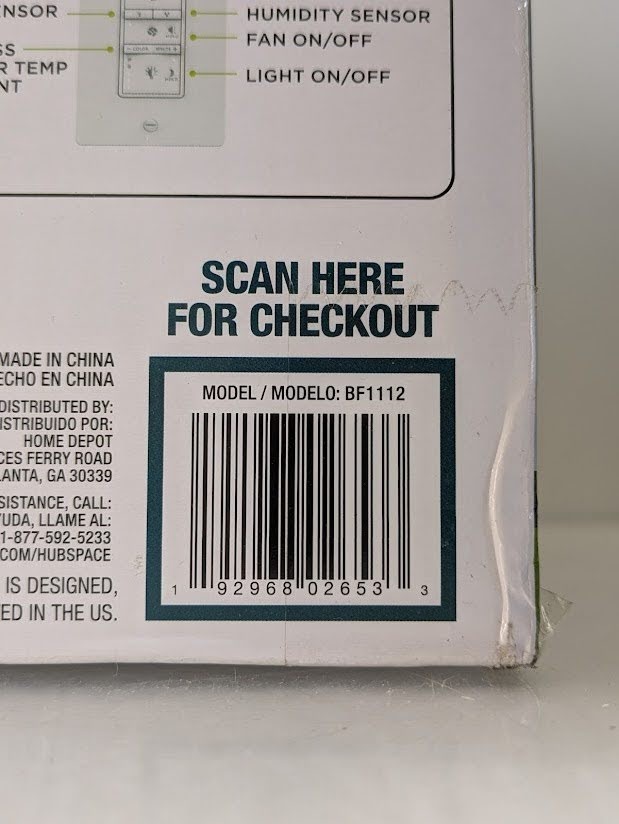 ENSOR
HUMIDITY SENSOR
FAN ON/OFF
SS
R TEMP
NT
LIGHT ON/OFF
SCAN HERE
FOR CHECKOUT
MADE IN CHINA
ECHO EN CHINA
DISTRIBUTED BY:
ISTRIBUIDO POR:
HOME DEPOT
CES FERRY ROAD
LANTA, GA 30339
SISTANCE, CALL:
YUDA, LLAME AL:
1-877-592-5233
COM/HUBSPACE
IS DESIGNED,
ED IN THE US.
MODEL / MODELO: BF1112
1 92968 02653 3